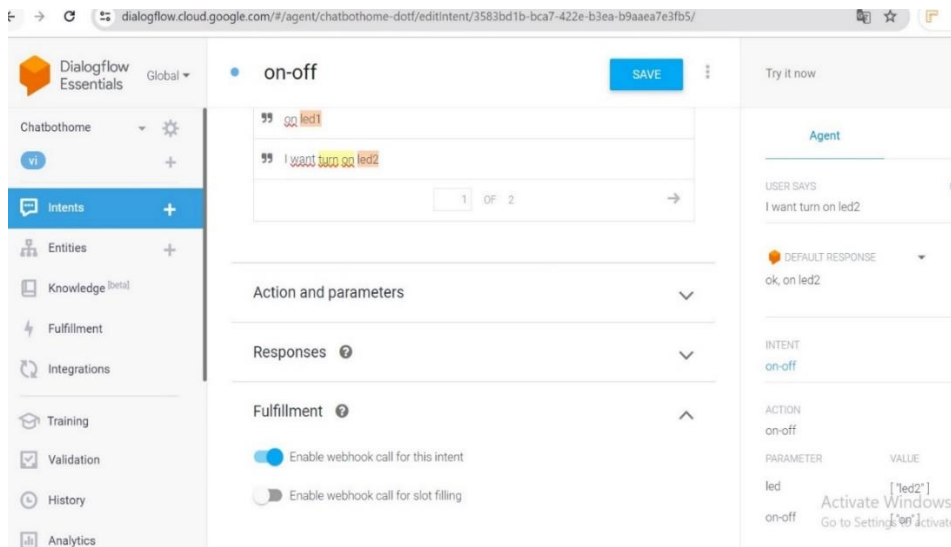 dialogflow.cloud.google.com/#/agent/chatbothome-dotf/editIntent/3583bd1b-bca7-422e-b3ea-b9aaea7e3fb5/
Dialogflow
Essentials
Global
Chatbothome
vi
Intents
Entities
Knowledge [beta]
Fulfillment
Integrations
Training
Validation
History
Analytics
on-off
SAVE
on led1
I want turn on led2
1 OF 2
Action and parameters
Responses
Fulfillment
Enable webhook call for this intent
Enable webhook call for slot filling
Try it now
Agent
USER SAYS
I want turn on led2
DEFAULT RESPONSE
ok, on led2
INTENT
on-off
ACTION
on-off
PARAMETER VALUE
led ["led2"]
Activate Windows
on-off ["on"]
Go to Settings to activate